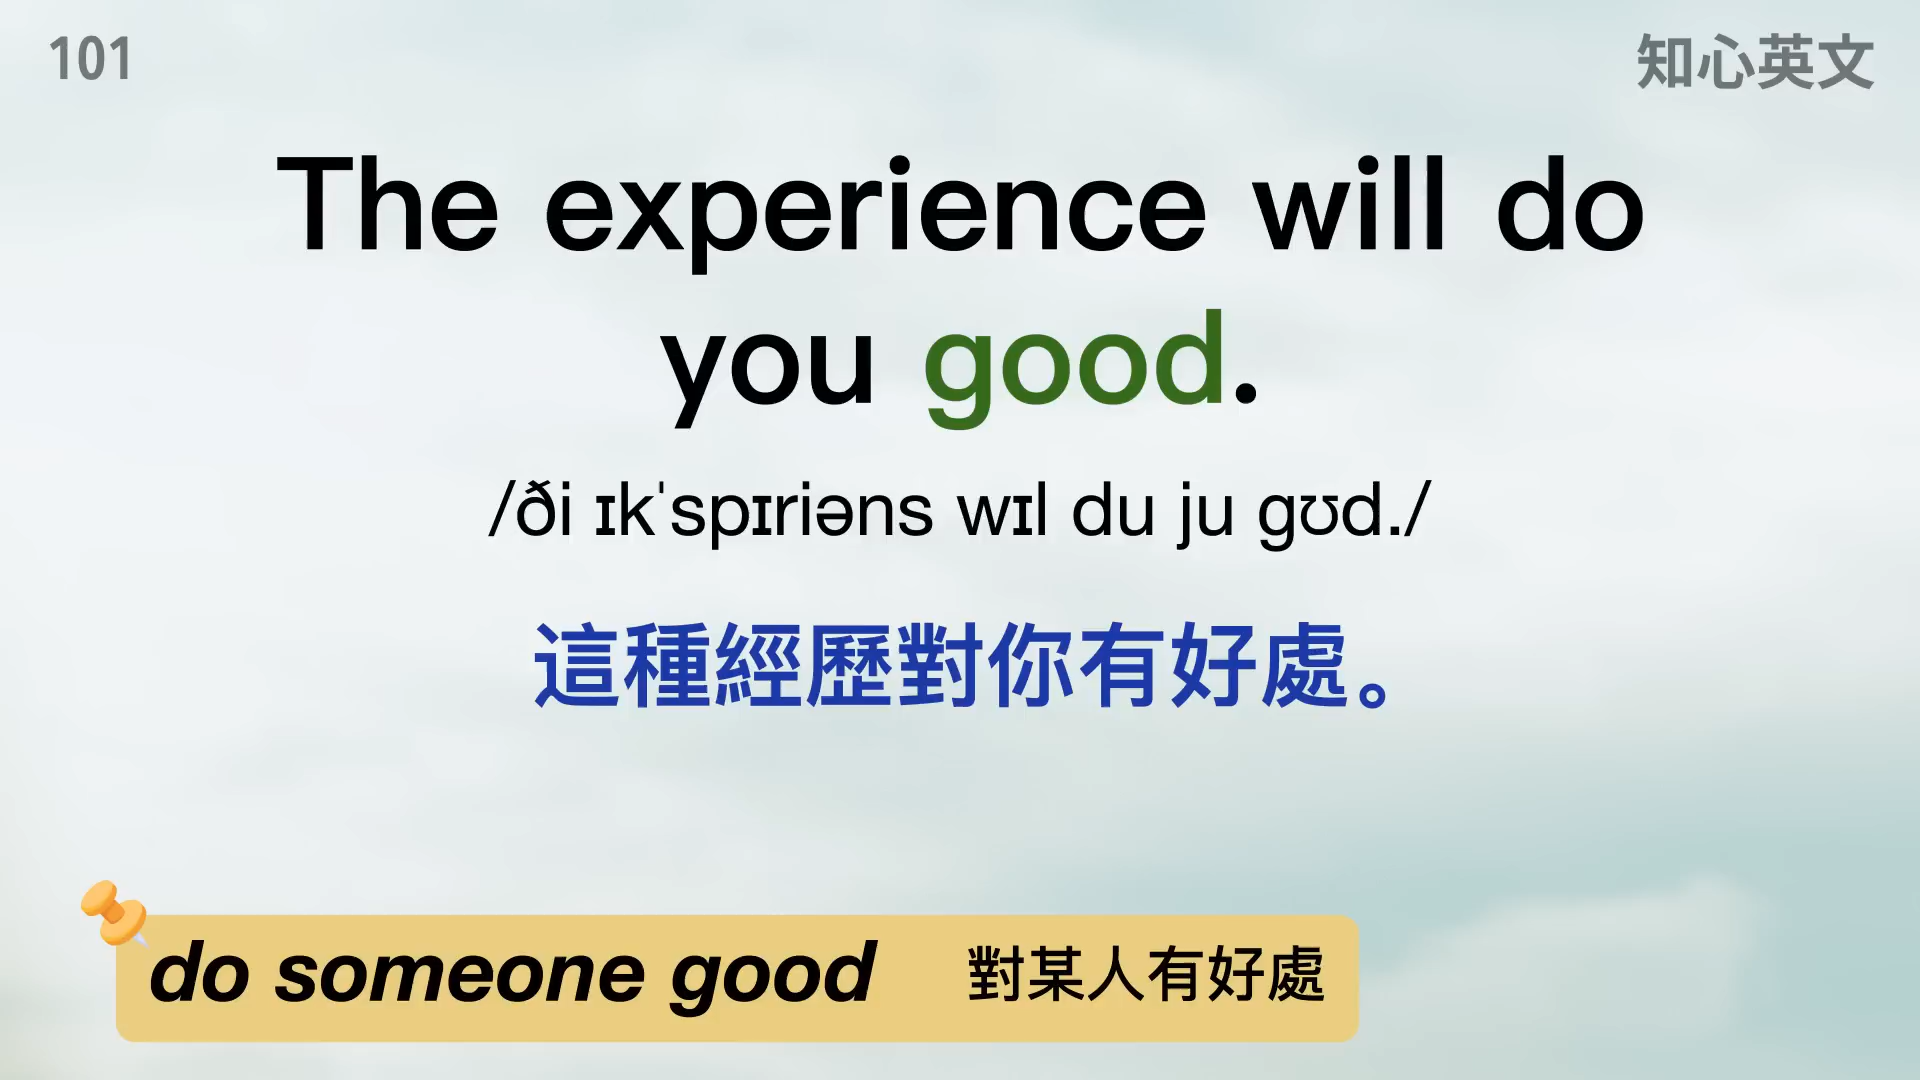 101
知心英文
The experience will do
you good.
/ði ɪkˈspɪriəns wɪl du ju gʊd./
這種經歷對你有好處。
do someone good 對某人有好處